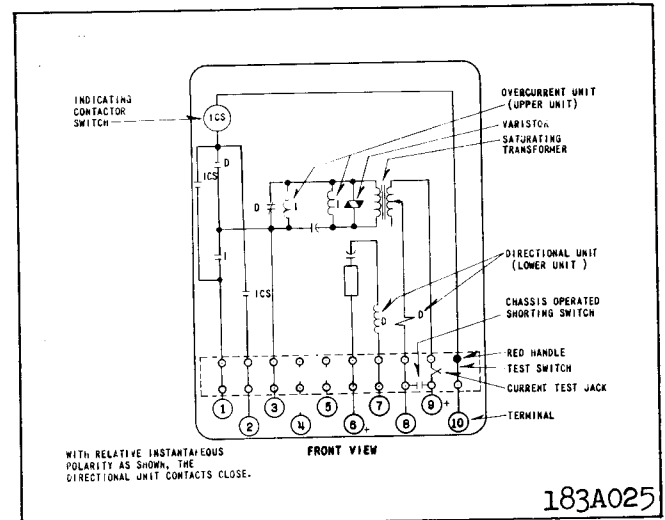 INDICATING
CONTACTOR
SWITCH
ICS
D
ICS
I
ICS
D
I
I
OVERCURRENT UNIT
(UPPER UNIT)
VARISTOR
SATURATING
TRANSFORMER
DIRECTIONAL UNIT
(LOWER UNIT)
D
D
CHASSIS OPERATED
SHORTING SWITCH
RED HANDLE
TEST SWITCH
CURRENT TEST JACK
TERMINAL
1
2
3
4
5
6 +
7
8
9 +
10
FRONT VIEW
WITH RELATIVE INSTANTANEOUS
POLARITY AS SHOWN, THE
DIRECTIONAL UNIT CONTACTS CLOSE.
183A025